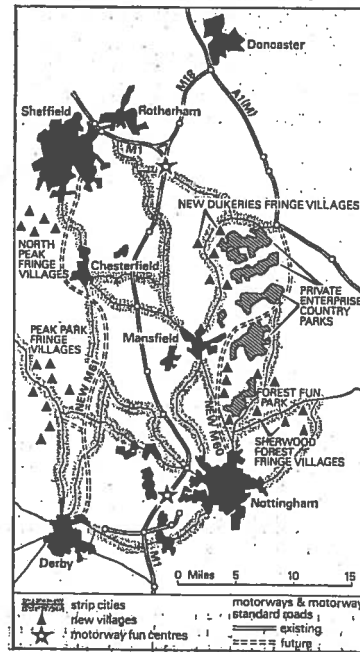 Doncaster
M18
A1(M)
Sheffield
Rotherham
M1
NEW DUKERIES FRINGE VILLAGES
NORTH
PEAK
FRINGE
VILLAGES
Chesterfield
PRIVATE
ENTERPRISE
COUNTRY
PARKS
Mansfield
PEAK PARK
FRINGE
VILLAGES
NEW
FOREST FUN
PARK
NEW
SHERWOOD
FOREST
FRINGE VILLAGES
Nottingham
Derby
M1
0 Miles 5 10 15
strip cities
new villages
motorway fun centres
motorways & motorway
standard roads
existing
future